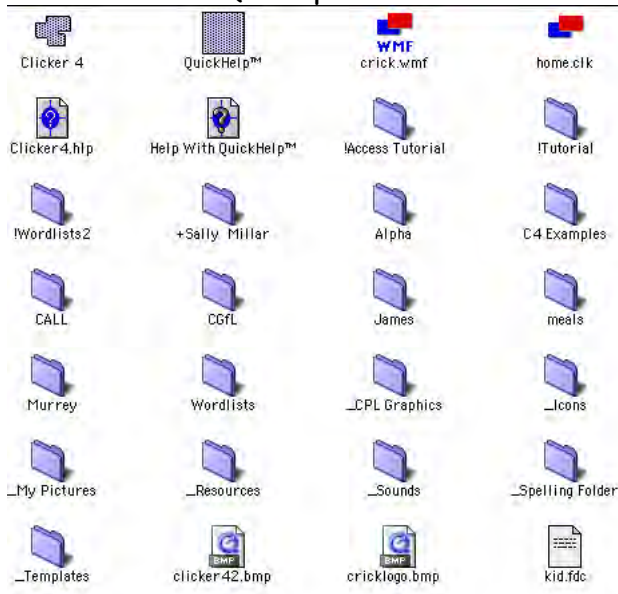 Clicker 4 QuickHelp™ WMF crick.wmf home.clk
Clicker4.hlp Help With QuickHelp™ !Access Tutorial !Tutorial
!Wordlists2 +Sally Millar Alpha C4 Examples
CALL CGfL James meals
Murrey Wordlists _CPL Graphics _Icons
_My Pictures _Resources _Sounds _Spelling Folder
_Templates BMP clicker42.bmp BMP cricklogo.bmp kid.fdc